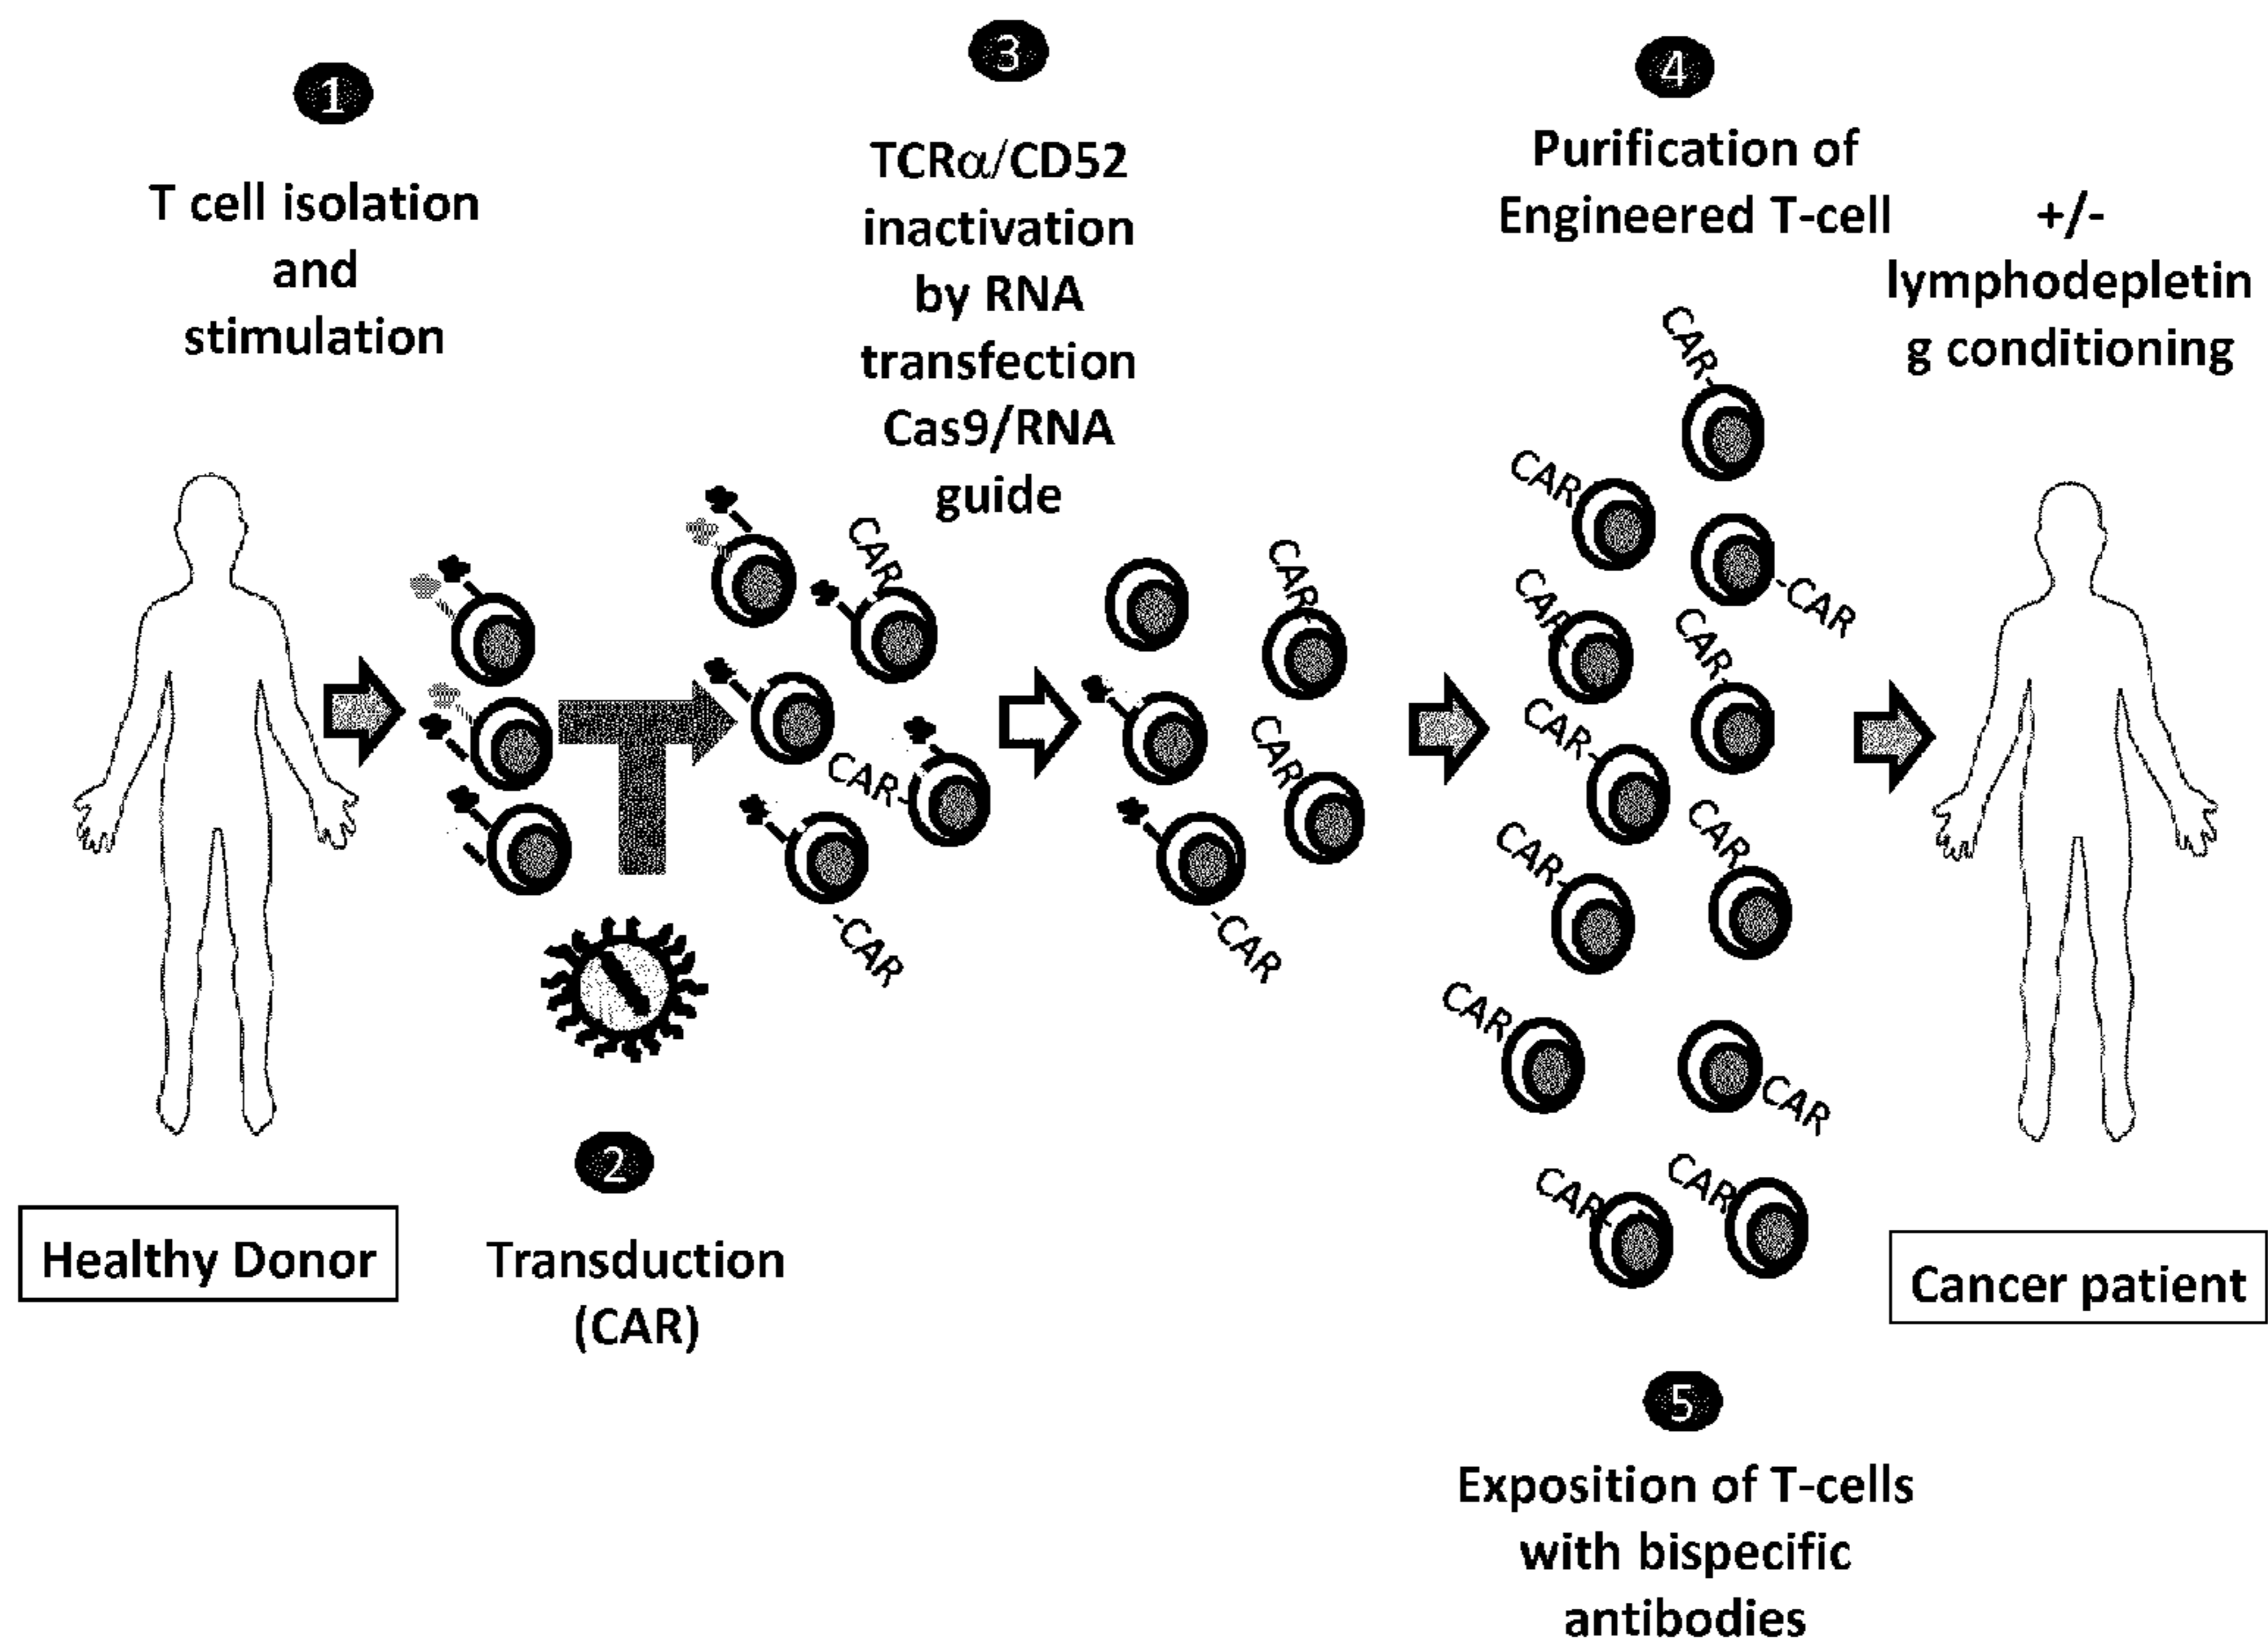 1
T cell isolation
and
stimulation
3
TCRα/CD52
inactivation
by RNA
transfection
Cas9/RNA
guide
4
Purification of
Engineered T-cell
+/-
lymphodepletin
g conditioning
CAR
CAR-
-CAR
CAR
CAR
-CAR
CAR-
CAR
-CAR
CAR
CAR-
CAR-
CAR-
CAR
CAR
CAR
CAR-
CAR
Healthy Donor
2
Transduction
(CAR)
Cancer patient
5
Exposition of T-cells
with bispecific
antibodies